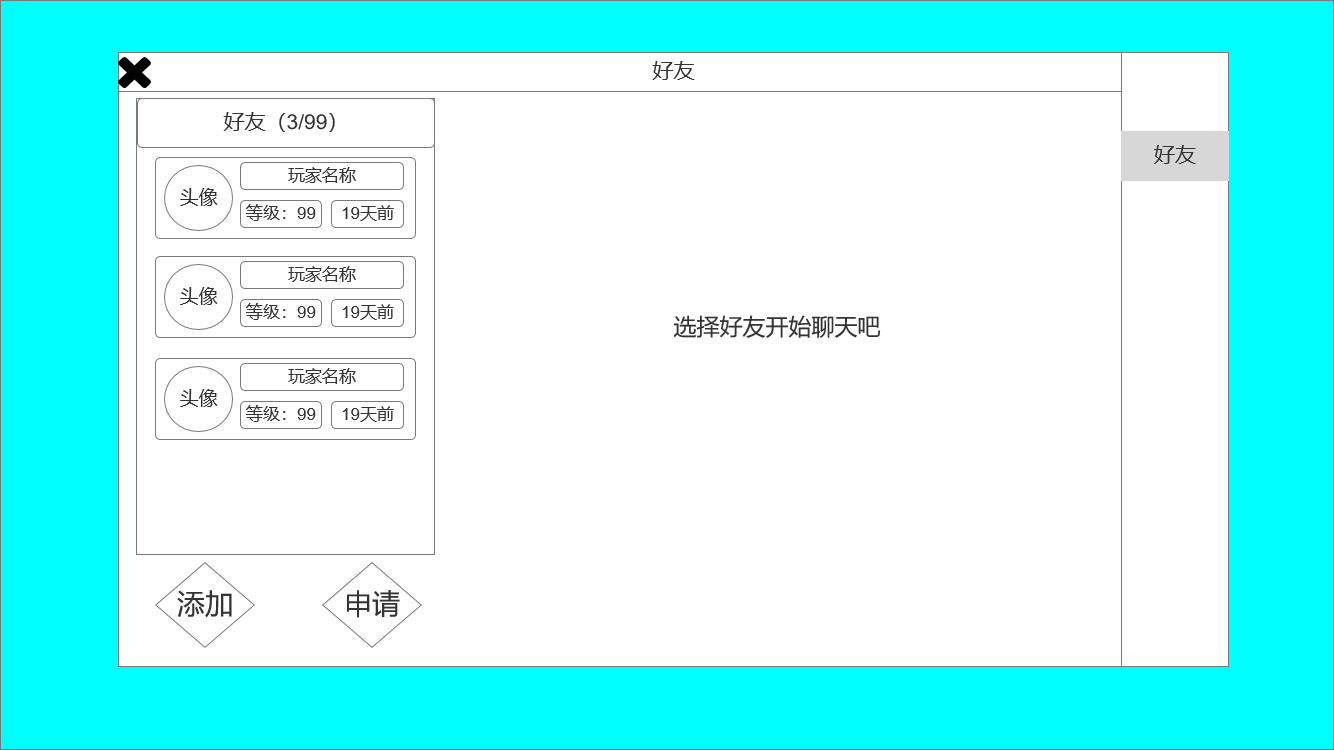 好友
好友（3/99）
好友
头像
玩家名称
等级：99
19天前
头像
玩家名称
等级：99
19天前
选择好友开始聊天吧
头像
玩家名称
等级：99
19天前
添加
申请